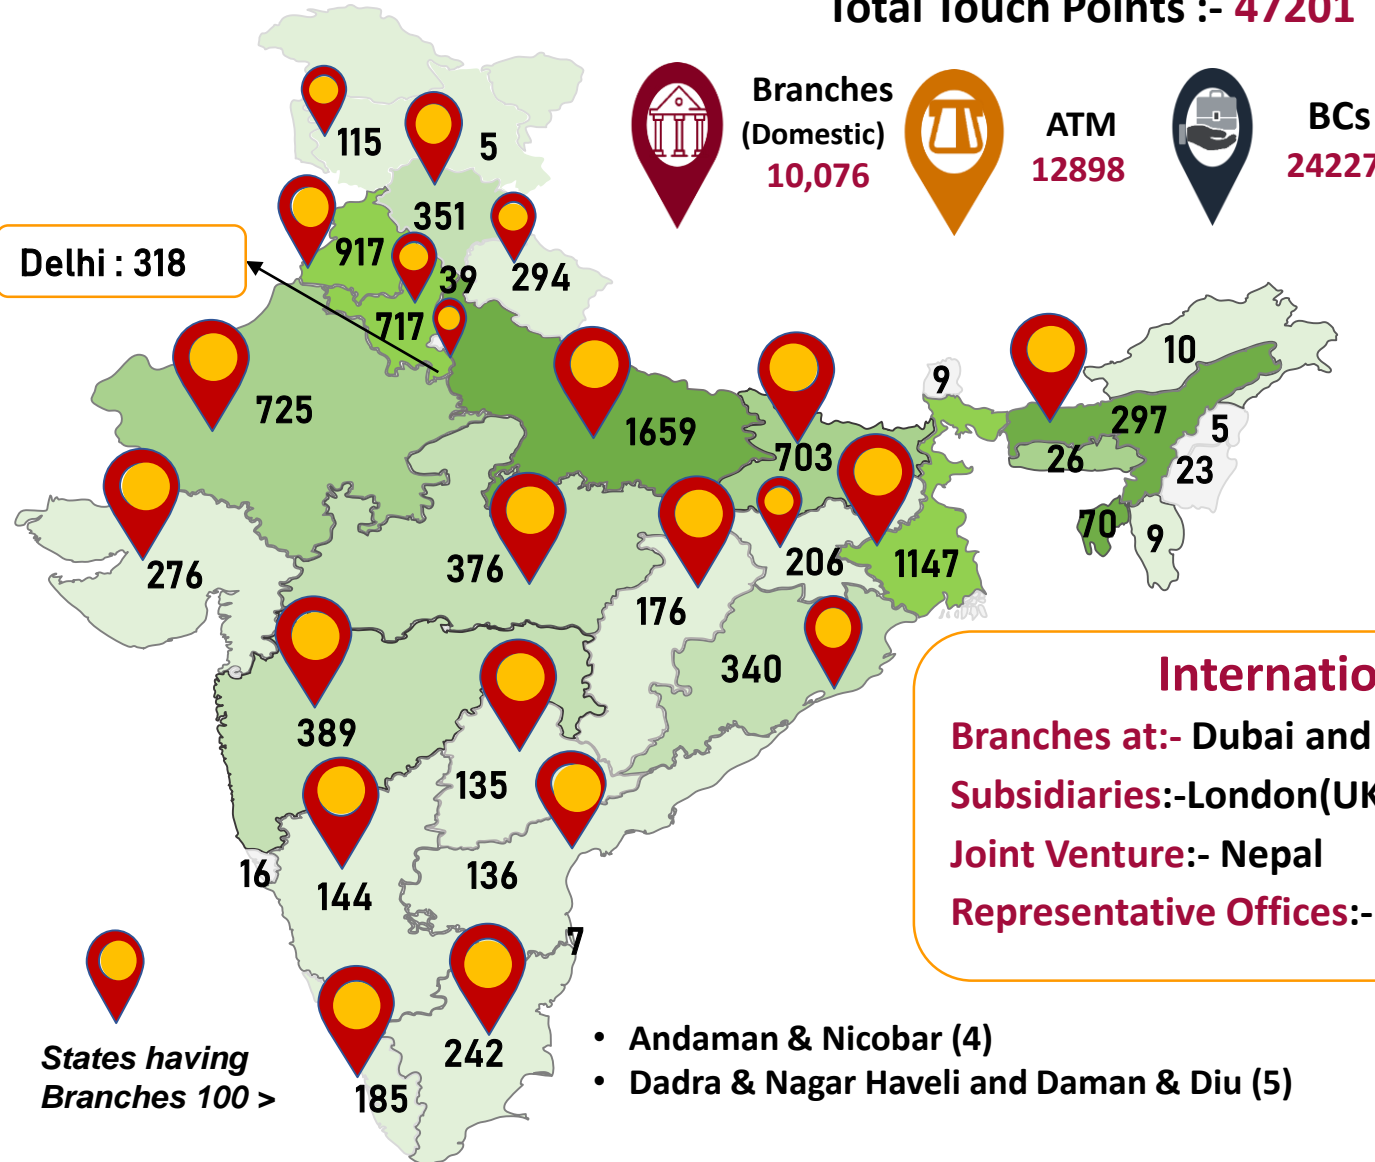 Total Touch Points :- 47201
Branches
(Domestic)
10,076
ATM
12898
BCs
24227
115
5
351
917
39
294
Delhi : 318
717
725
1659
703
9
10
297
5
26
23
70
9
276
376
206
1147
176
340
389
135
136
16
144
7
242
185
States having
Branches 100 >
Internatio
Branches at:- Dubai and
Subsidiaries:-London(UK
Joint Venture:- Nepal
Representative Offices:-
• Andaman & Nicobar (4)
• Dadra & Nagar Haveli and Daman & Diu (5)